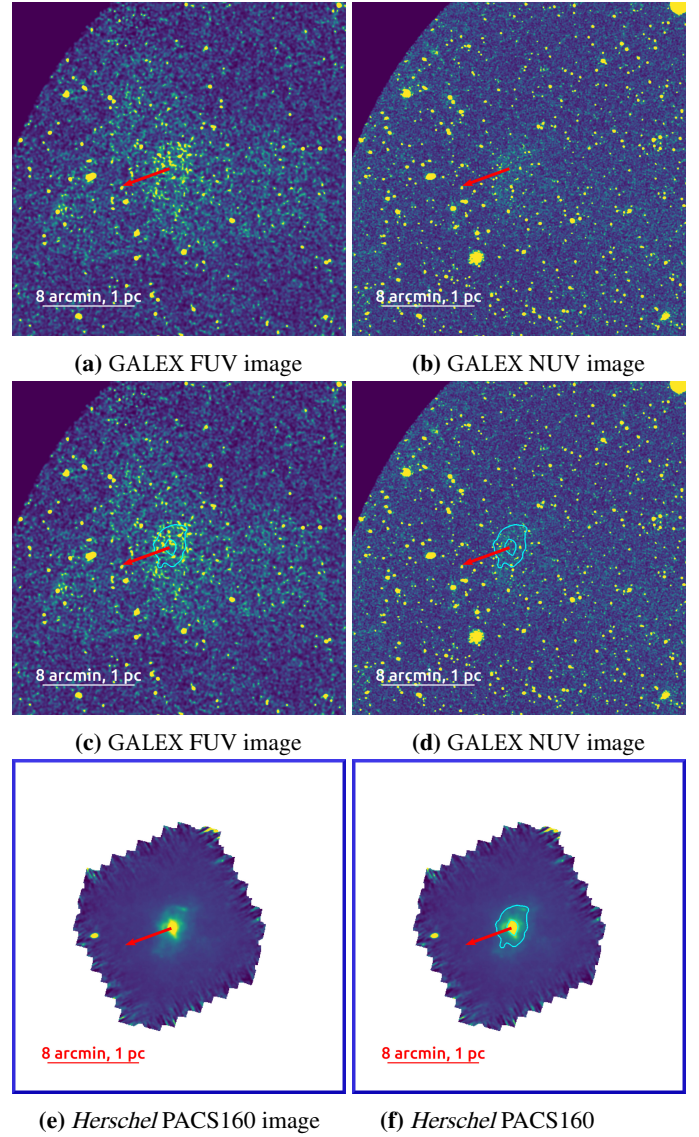 8 arcmin, 1 pc
8 arcmin, 1 pc
(a) GALEX FUV image
(b) GALEX NUV image
8 arcmin, 1 pc
8 arcmin, 1 pc
(c) GALEX FUV image
(d) GALEX NUV image
8 arcmin, 1 pc
8 arcmin, 1 pc
(e) Herschel PACS160 image
(f) Herschel PACS160